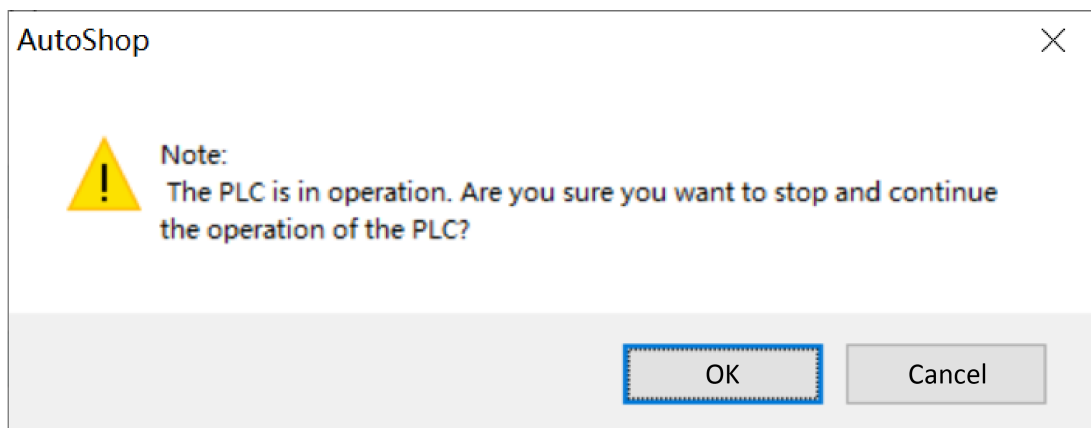 AutoShop
Note:
The PLC is in operation. Are you sure you want to stop and continue
the operation of the PLC?
OK
Cancel